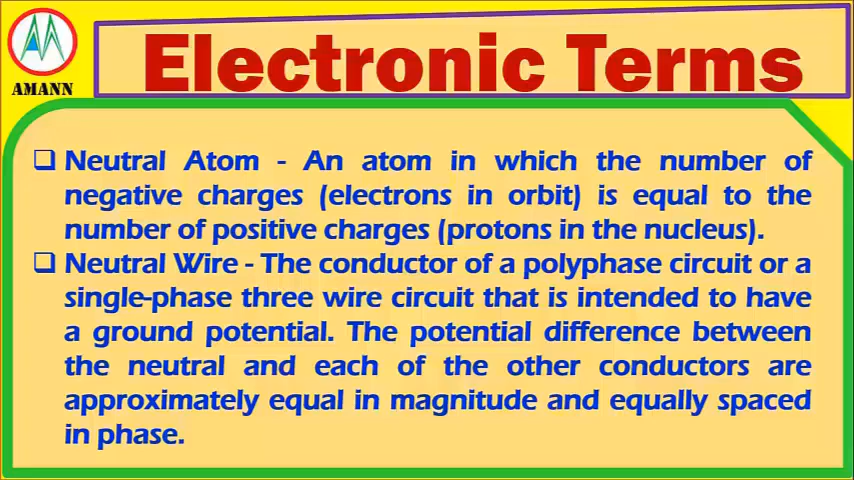 AMANN
Electronic Terms
❑ Neutral Atom - An atom in which the number of
negative charges (electrons in orbit) is equal to the
number of positive charges (protons in the nucleus).
❑ Neutral Wire - The conductor of a polyphase circuit or a
single-phase three wire circuit that is intended to have
a ground potential. The potential difference between
the neutral and each of the other conductors are
approximately equal in magnitude and equally spaced
in phase.